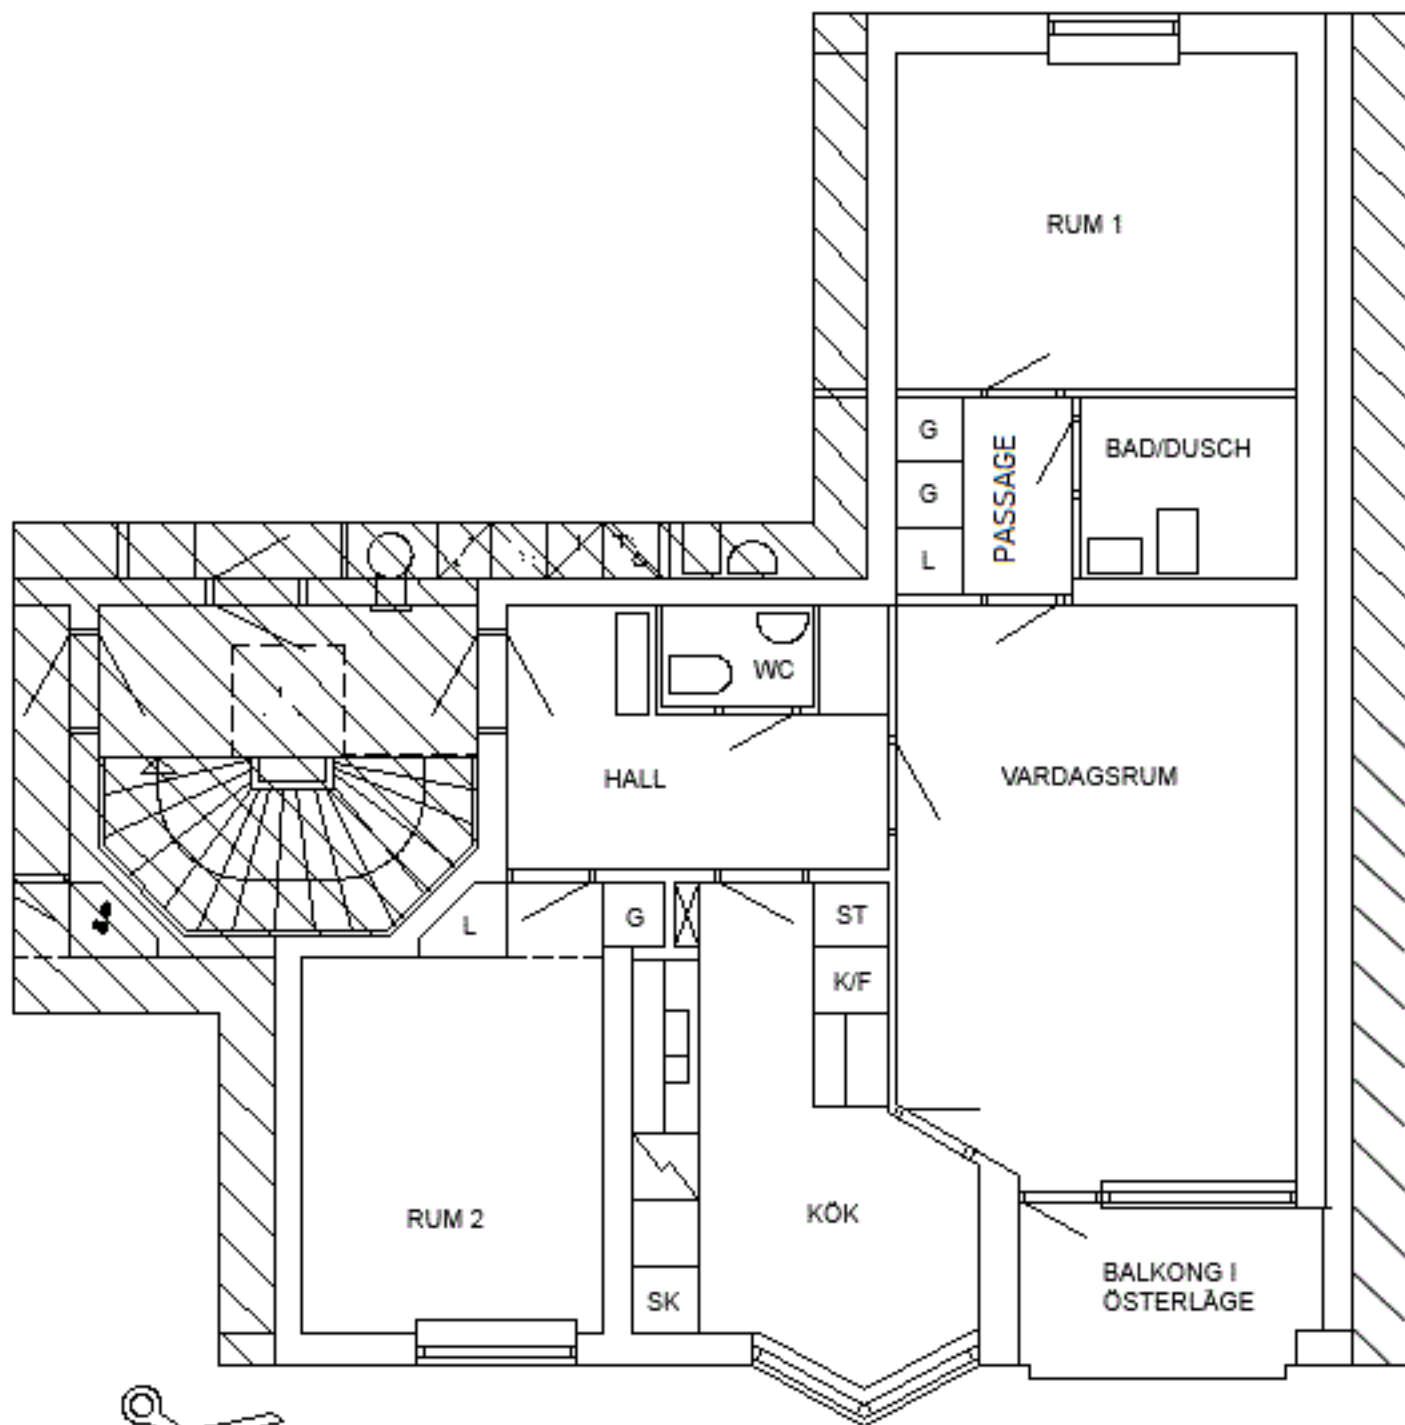 RUM 1
G
PASSAGE
BAD/DUSCH
G
L
WC
HALL
VARDAGSRUM
L
G
ST
K/F
RUM 2
KÖK
SK
BALKONG I
ÖSTERLÄGE